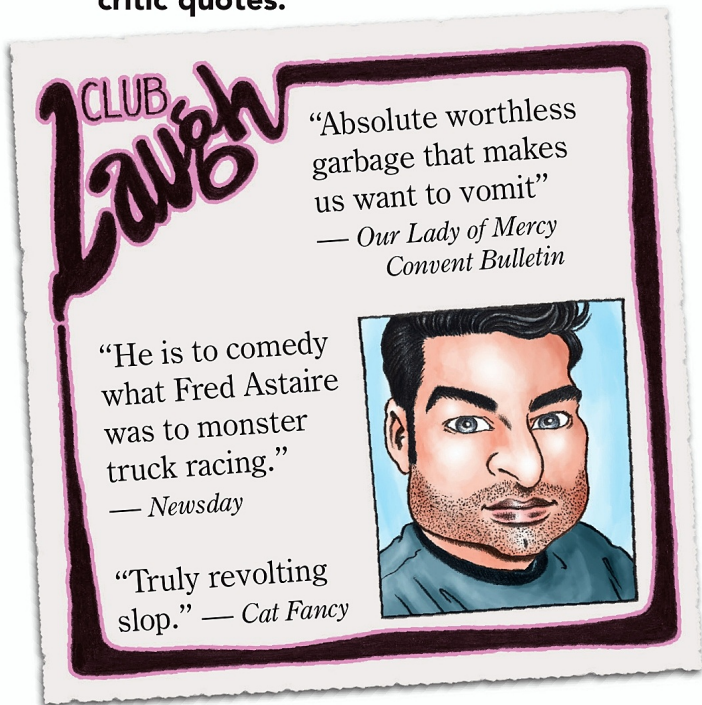 critic quotes.
CLUB
Laugh
“Absolute worthless
garbage that makes
us want to vomit”
— Our Lady of Mercy
Convent Bulletin
“He is to comedy
what Fred Astaire
was to monster
truck racing.”
— Newsday
“Truly revolting
slop.” — Cat Fancy